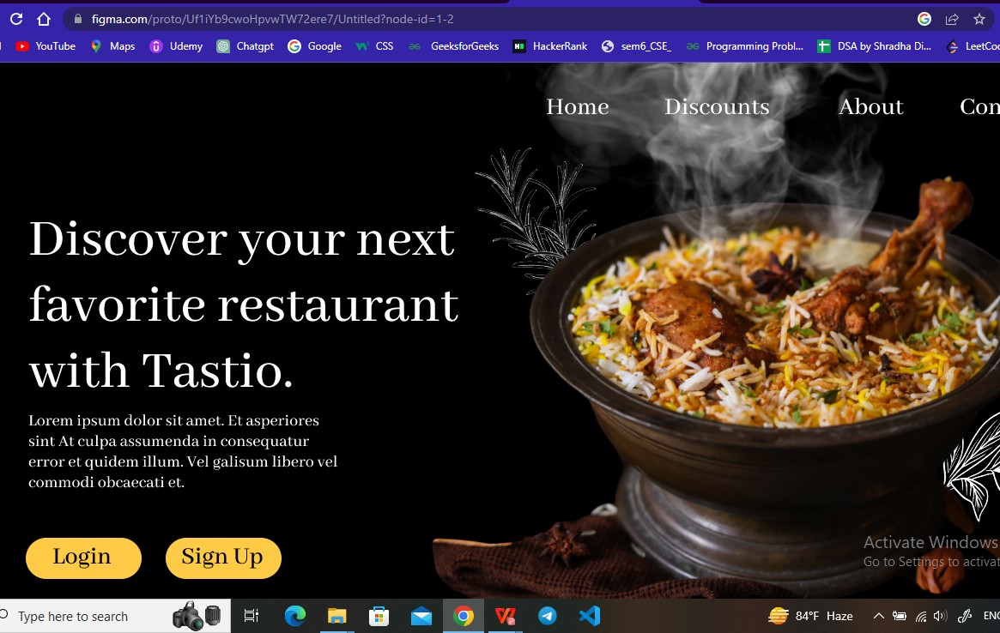 figma.com/proto/Uf1iYb9cwoHpvwTW72ere7/Untitled?node-id=1-2
YouTube Maps Udemy Chatgpt Google CSS GeeksforGeeks HackerRank sem6_CSE_ Programming Probl... DSA by Shradha Di... LeetCo
Home Discounts About Con
Discover your next
favorite restaurant
with Tastio.
Lorem ipsum dolor sit amet. Et asperiores
sint At culpa assumenda in consequatur
error et quidem illum. Vel galisum libero vel
commodi obcaecati et.
Login Sign Up
Activate Windows
Go to Settings to activat
Type here to search
84°F Haze ENG